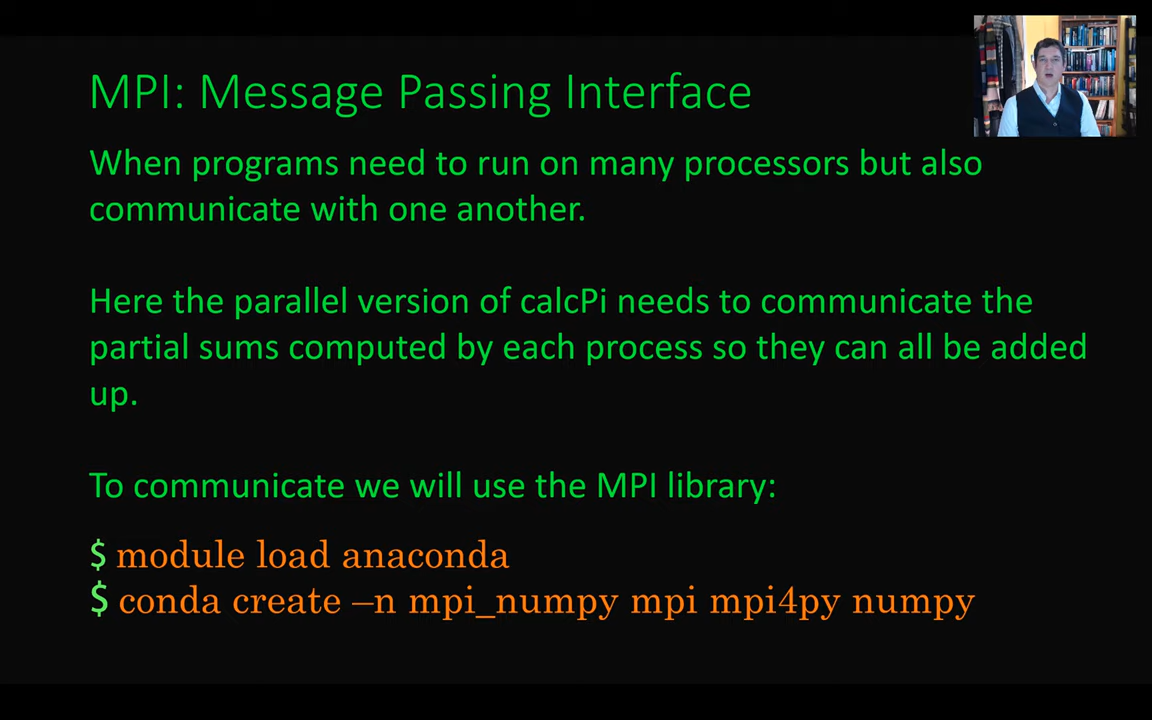 MPI: Message Passing Interface
When programs need to run on many processors but also
communicate with one another.
Here the parallel version of calcPi needs to communicate the
partial sums computed by each process so they can all be added
up.
To communicate we will use the MPI library:
$ module load anaconda
$ conda create –n mpi_numpy mpi mpi4py numpy